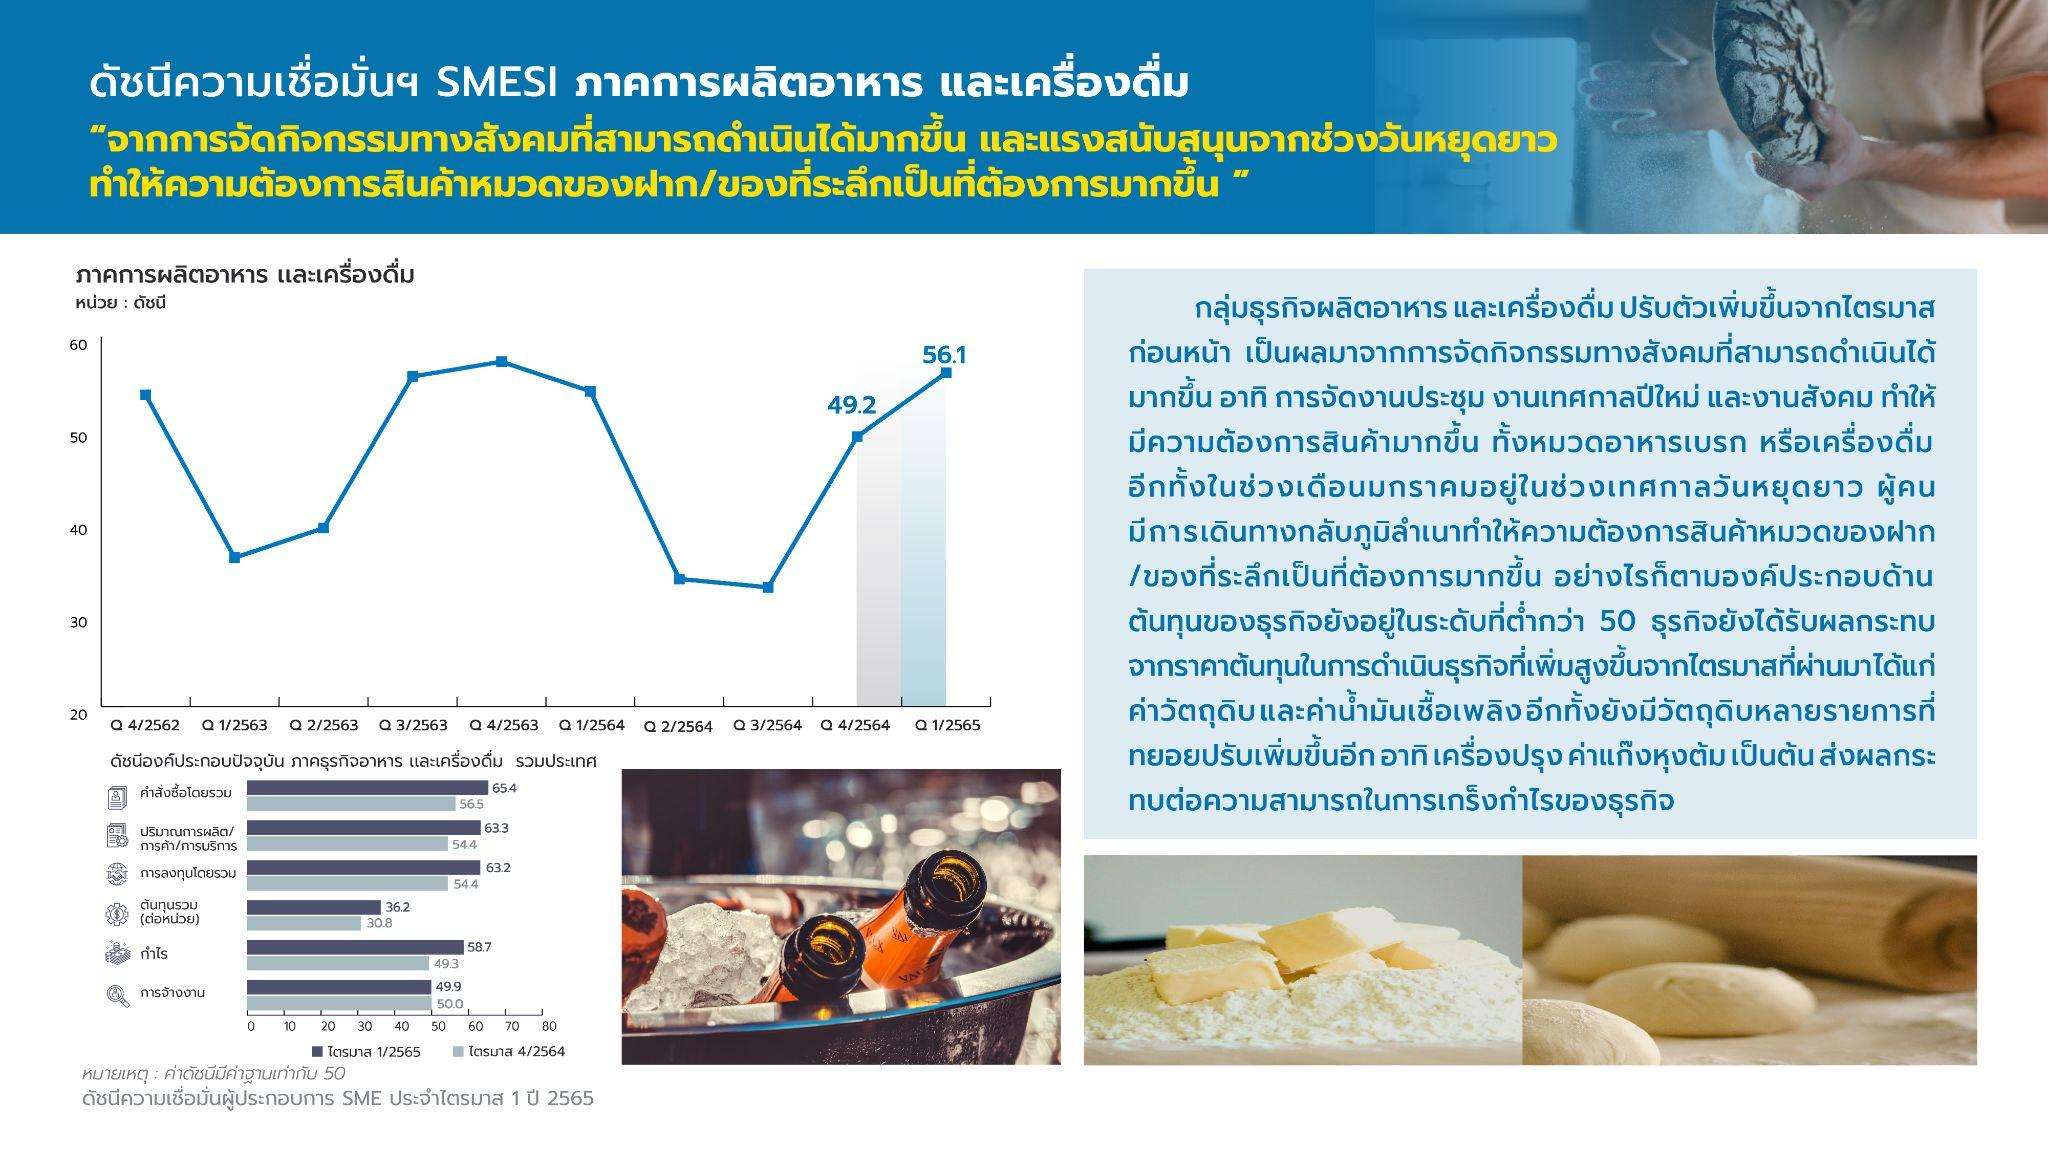 ดัชนีความเชื่อมั่นฯ SMESI ภาคการผลิตอาหาร และเครื่องดื่ม
“จากการจัดกิจกรรมทางสังคมที่สามารถดำเนินได้มากขึ้น และแรงสนับสนุนจากช่วงวันหยุดยาว
ทำให้ความต้องการสินค้าหมวดของฝาก/ของที่ระลึกเป็นที่ต้องการมากขึ้น ”
ภาคการผลิตอาหาร และเครื่องดื่ม
หน่วย : ดัชนี
60
50
40
30
20
49.2
56.1
Q 4/2562 Q 1/2563 Q 2/2563 Q 3/2563 Q 4/2563 Q 1/2564 Q 2/2564 Q 3/2564 Q 4/2564 Q 1/2565
ดัชนีองค์ประกอบปัจจุบัน ภาคธุรกิจอาหาร และเครื่องดื่ม รวมประเทศ
คำสั่งซื้อโดยรวม
65.4
56.5
ปริมาณการผลิต/
การค้า/การบริการ
63.3
54.4
การลงทุนโดยรวม
63.2
54.4
ต้นทุนรวม
(ต่อหน่วย)
36.2
30.8
กำไร
58.7
49.3
การจ้างงาน
49.9
50.0
0 10 20 30 40 50 60 70 80
ไตรมาส 1/2565 ไตรมาส 4/2564
หมายเหตุ : ค่าดัชนีมีค่าฐานเท่ากับ 50
ดัชนีความเชื่อมั่นผู้ประกอบการ SME ประจำไตรมาส 1 ปี 2565
กลุ่มธุรกิจผลิตอาหาร และเครื่องดื่ม ปรับตัวเพิ่มขึ้นจากไตรมาส
ก่อนหน้า เป็นผลมาจากการจัดกิจกรรมทางสังคมที่สามารถดำเนินได้
มากขึ้น อาทิ การจัดงานประชุม งานเทศกาลปีใหม่ และงานสังคม ทำให้
มีความต้องการสินค้ามากขึ้น ทั้งหมวดอาหารเบรก หรือเครื่องดื่ม
อีกทั้งในช่วงเดือนมกราคมอยู่ในช่วงเทศกาลวันหยุดยาว ผู้คน
มีการเดินทางกลับภูมิลำเนาทำให้ความต้องการสินค้าหมวดของฝาก
/ของที่ระลึกเป็นที่ต้องการมากขึ้น อย่างไรก็ตามองค์ประกอบด้าน
ต้นทุนของธุรกิจยังอยู่ในระดับที่ต่ำกว่า 50 ธุรกิจยังได้รับผลกระทบ
จากราคาต้นทุนในการดำเนินธุรกิจที่เพิ่มสูงขึ้นจากไตรมาสที่ผ่านมาได้แก่
ค่าวัตถุดิบและค่าน้ำมันเชื้อเพลิง อีกทั้งยังมีวัตถุดิบหลายรายการที่
ทยอยปรับเพิ่มขึ้นอีก อาทิ เครื่องปรุง ค่าแก๊งหุงต้ม เป็นต้น ส่งผลกระ
ทบต่อความสามารถในการเกร็งกำไรของธุรกิจ